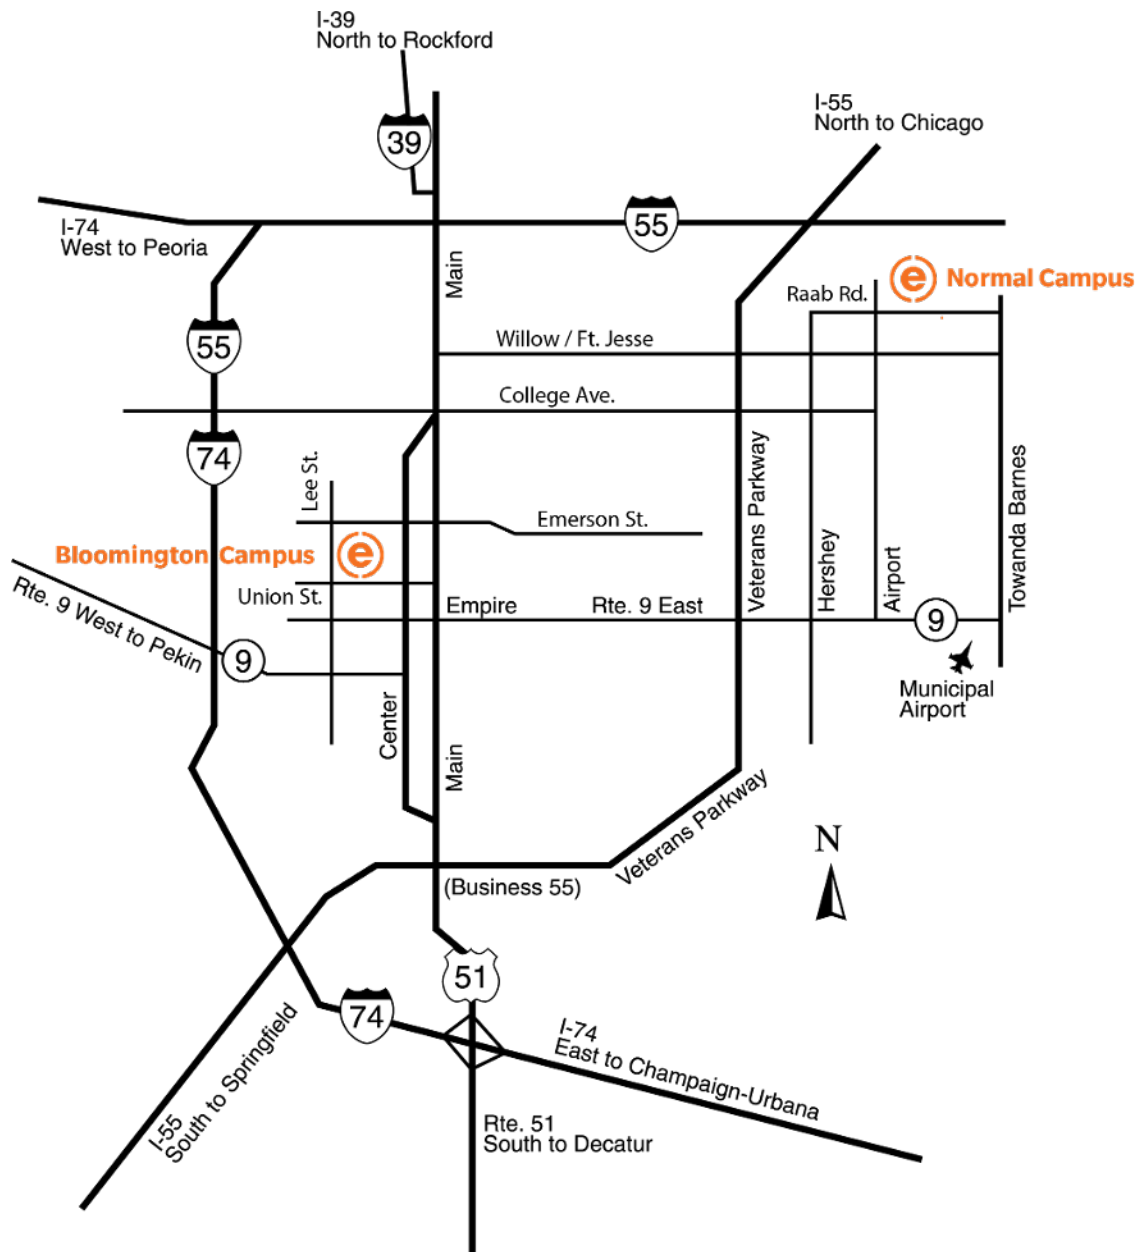 I-39
North to Rockford
39
I-55
North to Chicago
I-74
West to Peoria
55
Main
e Normal Campus
Raab Rd.
55
Willow / Ft. Jesse
College Ave.
74
Lee St.
Veterans Parkway
Towanda Barnes
Emerson St.
Bloomington Campus e
Hershey
Airport
Rte. 9 West to Pekin
Union St.
Empire
Rte. 9 East
9
9
Municipal
Airport
Center
Main
Veterans Parkway
N
(Business 55)
51
74
I-74
East to Champaign-Urbana
I-55
South to Springfield
Rte. 51
South to Decatur